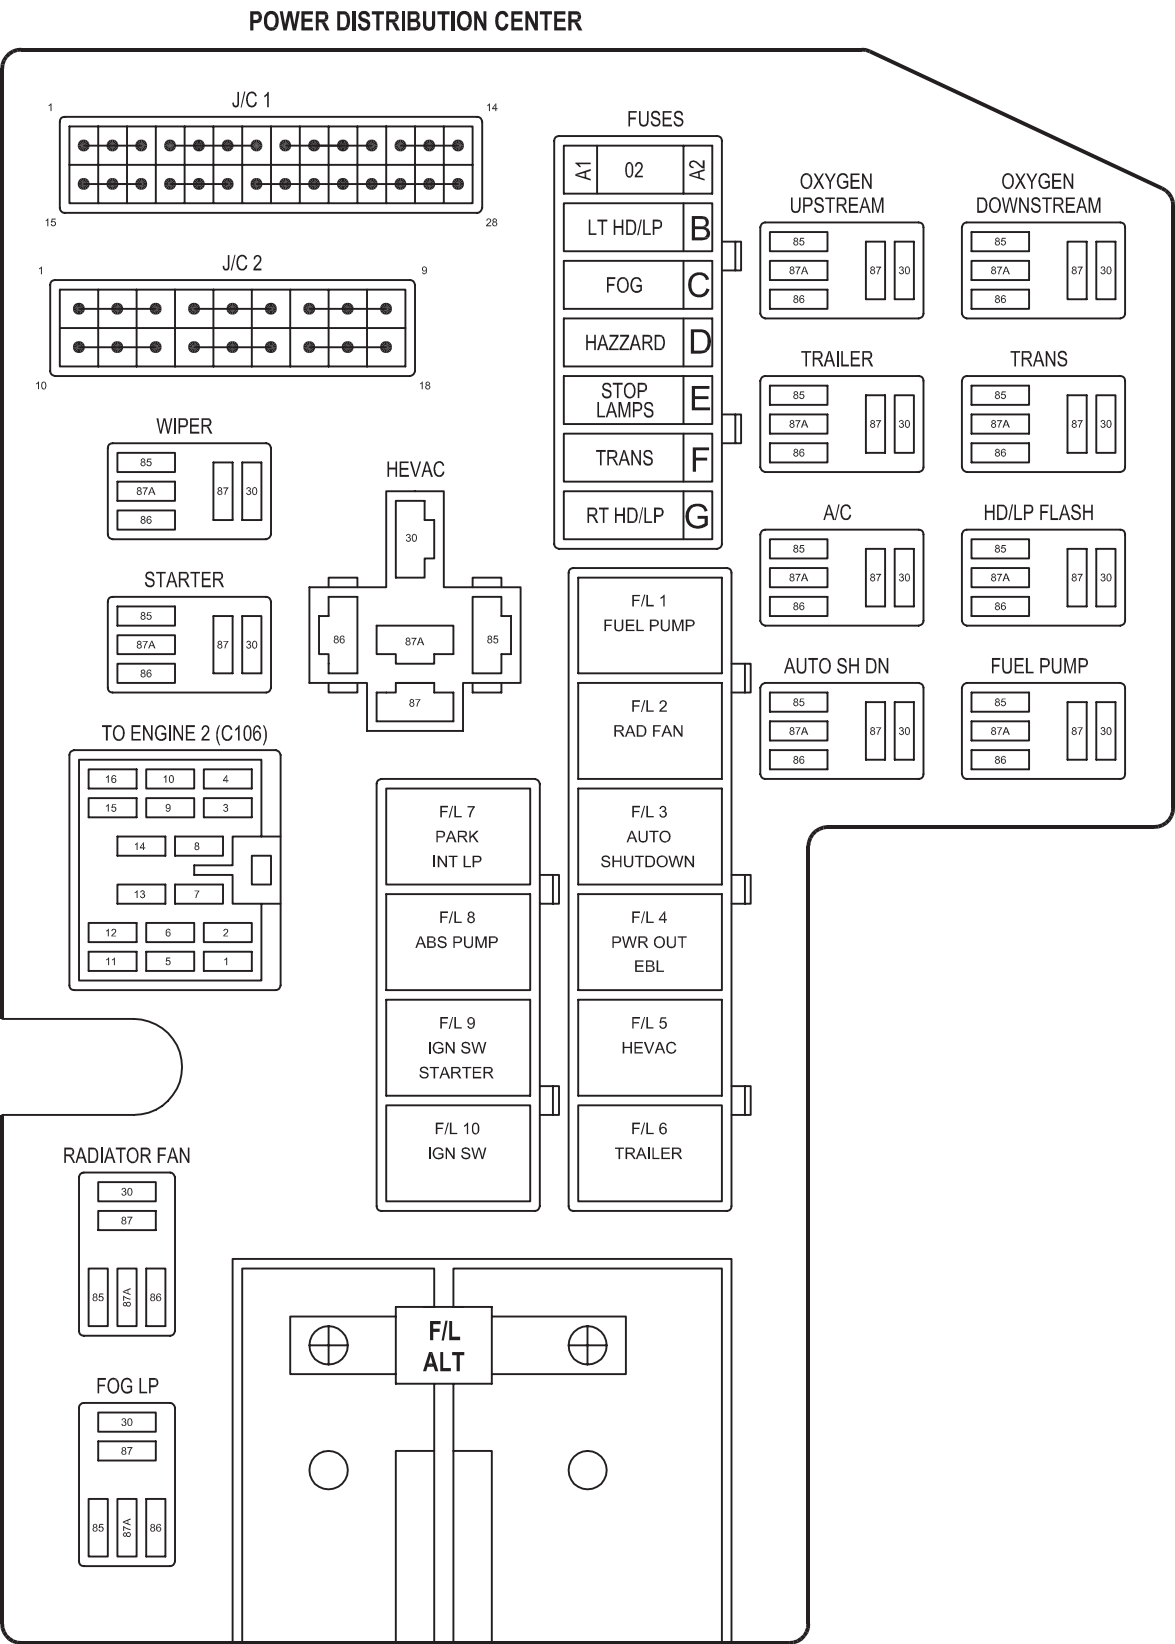 POWER DISTRIBUTION CENTER
J/C 1
1
14
15
28
J/C 2
1
9
10
18
WIPER
85
87A
86
87
30
STARTER
85
87A
86
87
30
HEVAC
30
86
87A
85
87
TO ENGINE 2 (C106)
16 10 4
15 9 3
14 8
13 7
12 6 2
11 5 1
FUSES
A1 02 A2
LT HD/LP B
FOG C
HAZZARD D
STOP
LAMPS E
TRANS F
RT HD/LP G
OXYGEN
UPSTREAM
85
87A
86
87
30
OXYGEN
DOWNSTREAM
85
87A
86
87
30
TRAILER
85
87A
86
87
30
TRANS
85
87A
86
87
30
A/C
85
87A
86
87
30
HD/LP FLASH
85
87A
86
87
30
AUTO SH DN
85
87A
86
87
30
FUEL PUMP
85
87A
86
87
30
F/L 1
FUEL PUMP
F/L 2
RAD FAN
F/L 3
AUTO
SHUTDOWN
F/L 4
PWR OUT
EBL
F/L 5
HEVAC
F/L 6
TRAILER
F/L 7
PARK
INT LP
F/L 8
ABS PUMP
F/L 9
IGN SW
STARTER
F/L 10
IGN SW
RADIATOR FAN
30
87
85
87A
86
FOG LP
30
87
85
87A
86
F/L
ALT